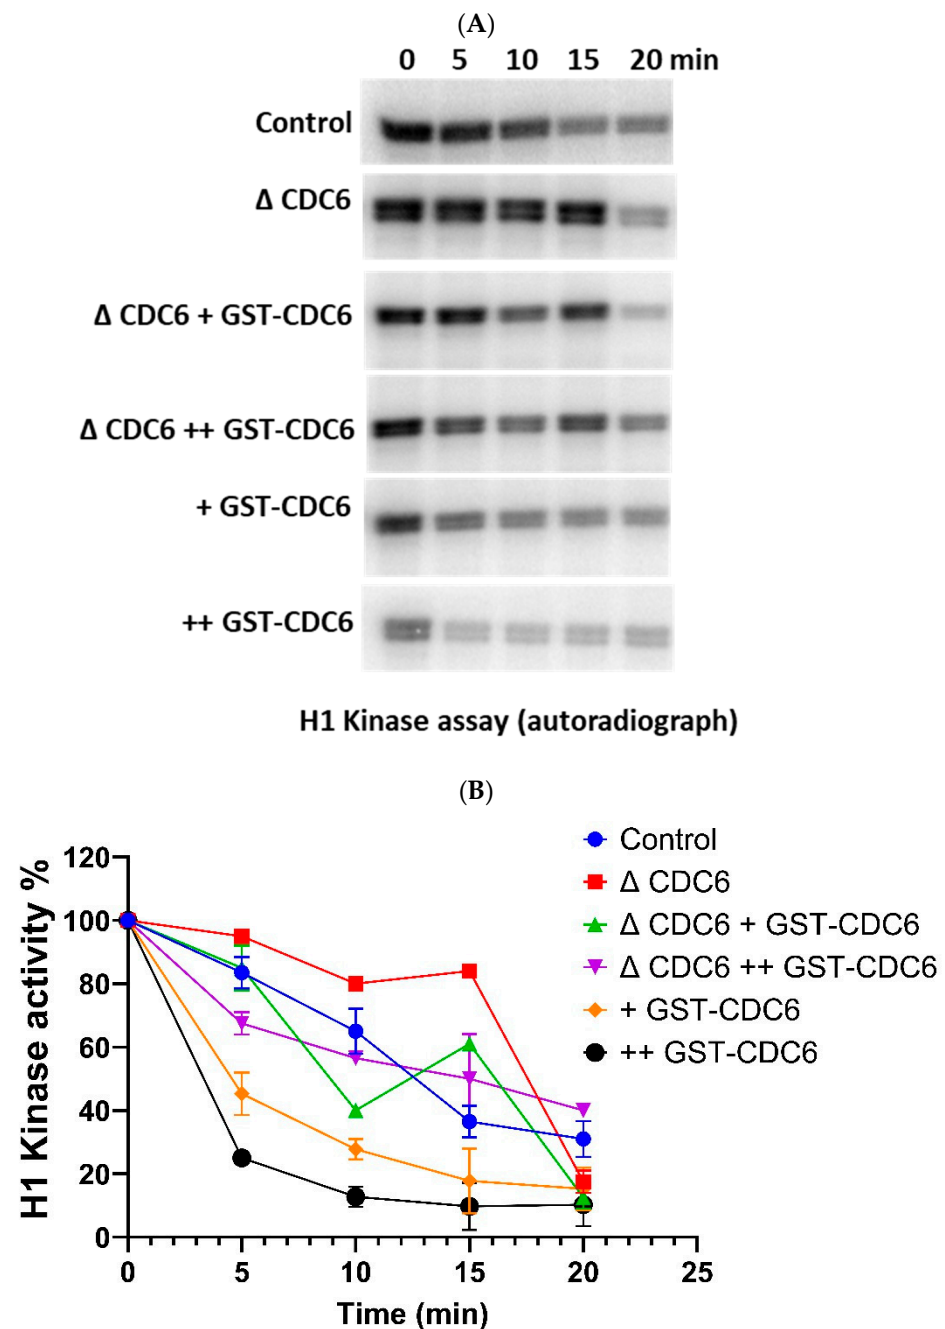 (A)
0 5 10 15 20 min
Control
Δ CDC6
Δ CDC6 + GST-CDC6
Δ CDC6 ++ GST-CDC6
+ GST-CDC6
++ GST-CDC6
H1 Kinase assay (autoradiograph)
(B)
Control
Δ CDC6
Δ CDC6 + GST-CDC6
Δ CDC6 ++ GST-CDC6
+ GST-CDC6
++ GST-CDC6
H1 Kinase activity %
120
100
80
60
40
20
0
0 5 10 15 20 25
Time (min)